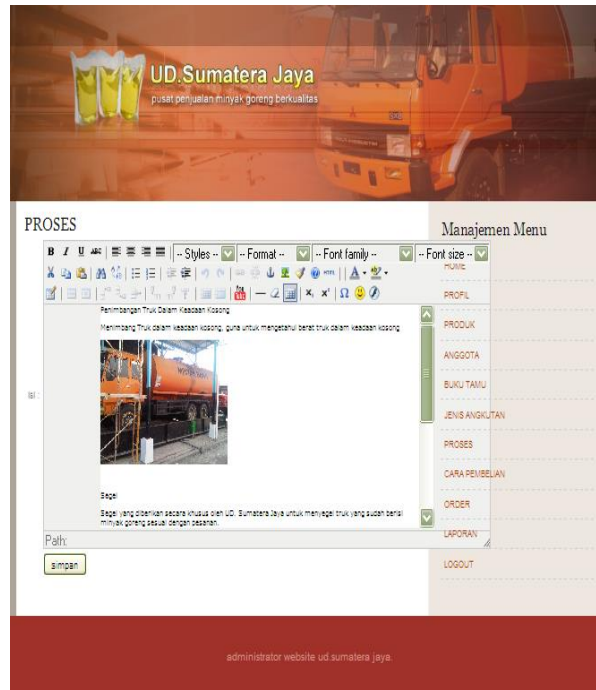 UD.Sumatera Jaya
pusat penjualan minyak goreng berkualitas
PROSES
-- Styles --
-- Format --
-- Font family --
-- Font size --
Penimbangan Truk Dalam Keadaan Kosong
Menimbang Truk dalam keadaan kosong, guna untuk mengetahui berat truk dalam keadaan kosong
isi :
Segel
Segel yang diberikan secara khusus oleh UD. Sumatera Jaya untuk menyegel truk yang sudah berisi
minyak goreng sesuai dengan pesanan.
Path:
simpan
Manajemen Menu
HOME
PROFIL
PRODUK
ANGGOTA
BUKU TAMU
JENIS ANGKUTAN
PROSES
CARA PEMBELIAN
ORDER
LAPORAN
LOGOUT
administrator website ud.sumatera jaya.